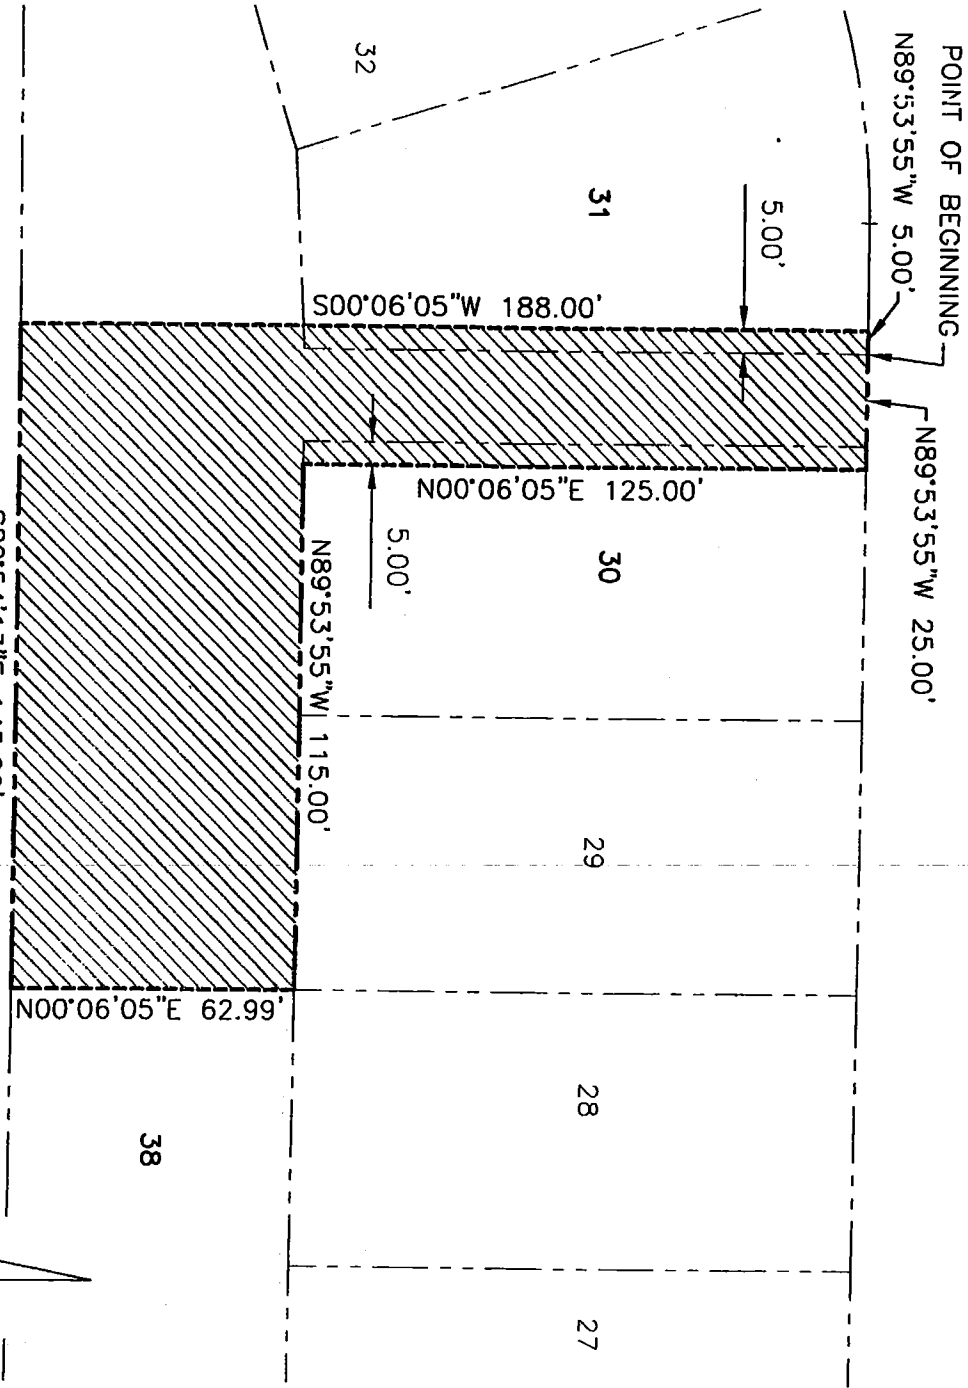 POINT OF BEGINNING
N89°53'55"W 5.00'
N89°53'55"W 25.00'
32
31
5.00'
S00°06'05"W 188.00'
N00°06'05"E 125.00'
30
5.00'
N89°53'55"W 115.00'
29
N00°06'05"E 62.99'
28
38
27